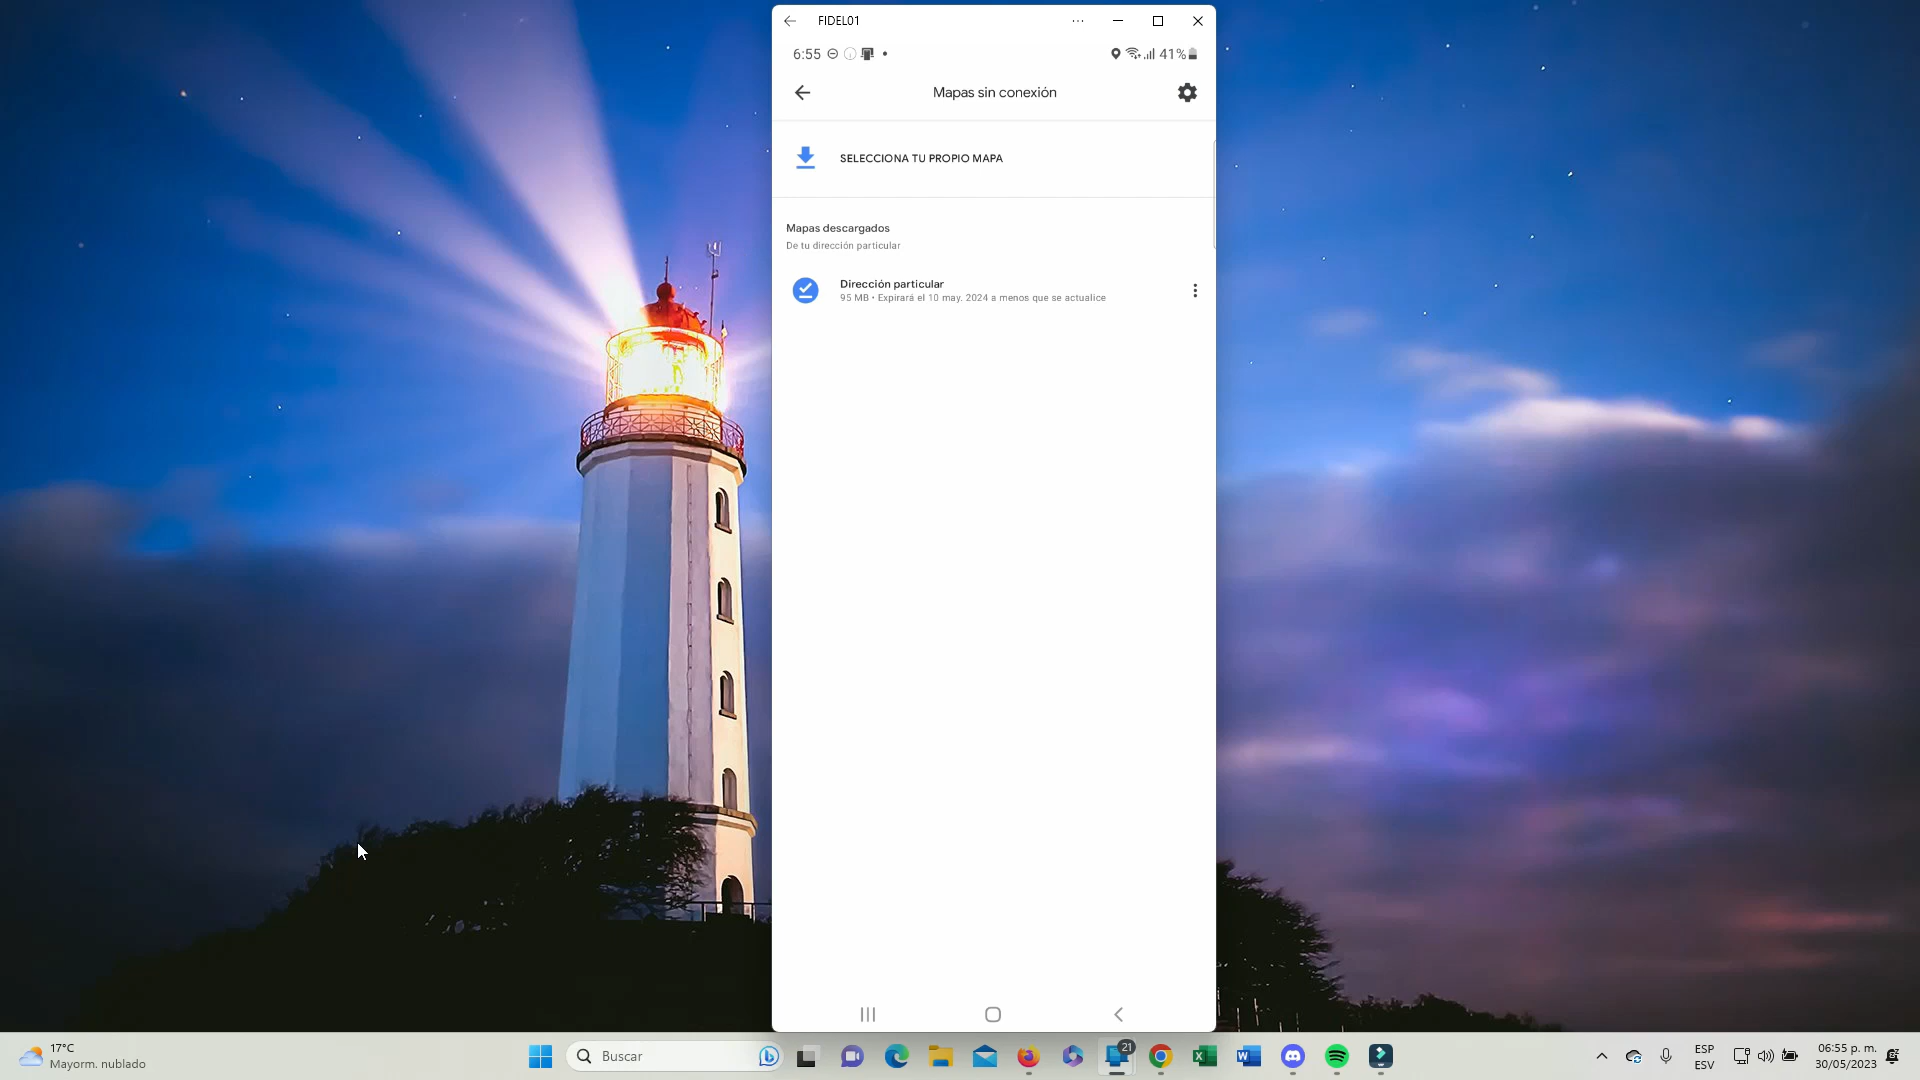 FIDEL01
6:55
41%
Mapas sin conexión
SELECCIONA TU PROPIO MAPA
Mapas descargados
De tu dirección particular
Dirección particular
95 MB • Expirará el 10 may. 2024 a menos que se actualice
17°C
Mayorm. nublado
Buscar
21
ESP
ESV
06:55 p. m.
30/05/2023